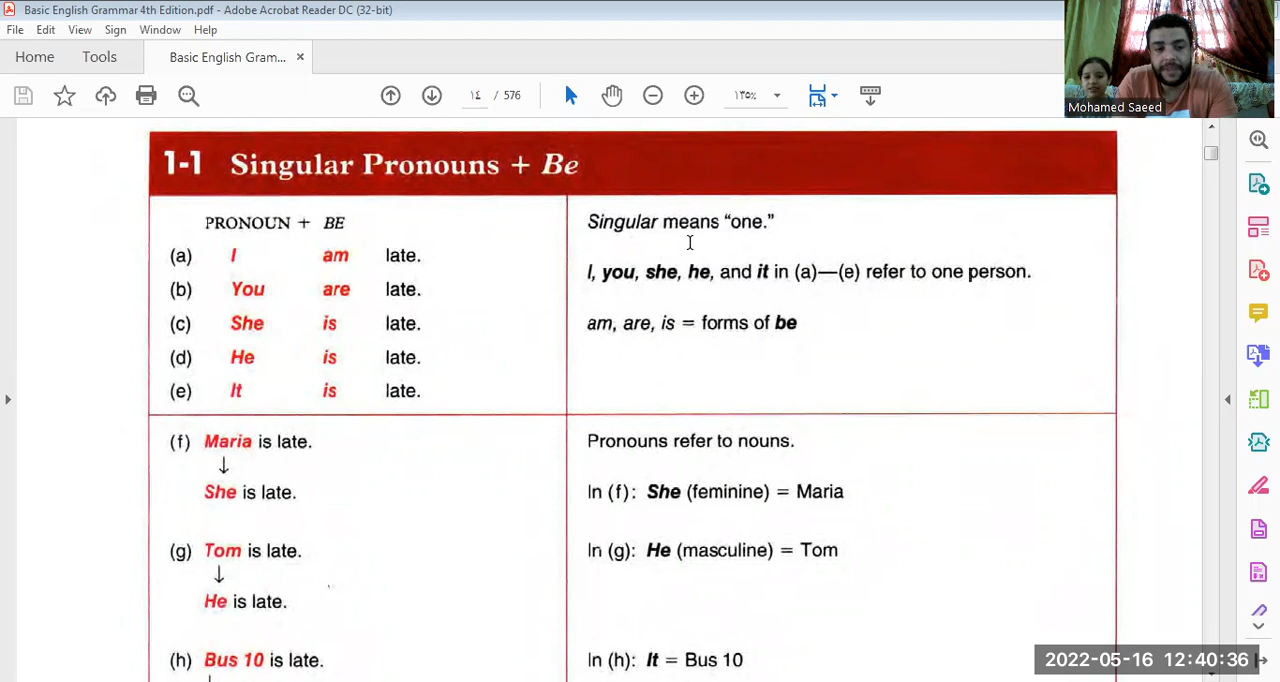 Basic English Grammar 4th Edition.pdf - Adobe Acrobat Reader DC (32-bit)
File Edit View Sign Window Help
Home Tools Basic English Gram... ×
١٤ / 576 ١٣٥٪
Mohamed Saeed
1-1 Singular Pronouns + Be
PRONOUN + BE
(a) I am late.
(b) You are late.
(c) She is late.
(d) He is late.
(e) It is late.
Singular means “one.”
I, you, she, he, and it in (a)—(e) refer to one person.
am, are, is = forms of be
(f) Maria is late.
↓
She is late.
Pronouns refer to nouns.
In (f): She (feminine) = Maria
(g) Tom is late.
↓
He is late.
In (g): He (masculine) = Tom
(h) Bus 10 is late.
In (h): It = Bus 10
2022-05-16 12:40:36